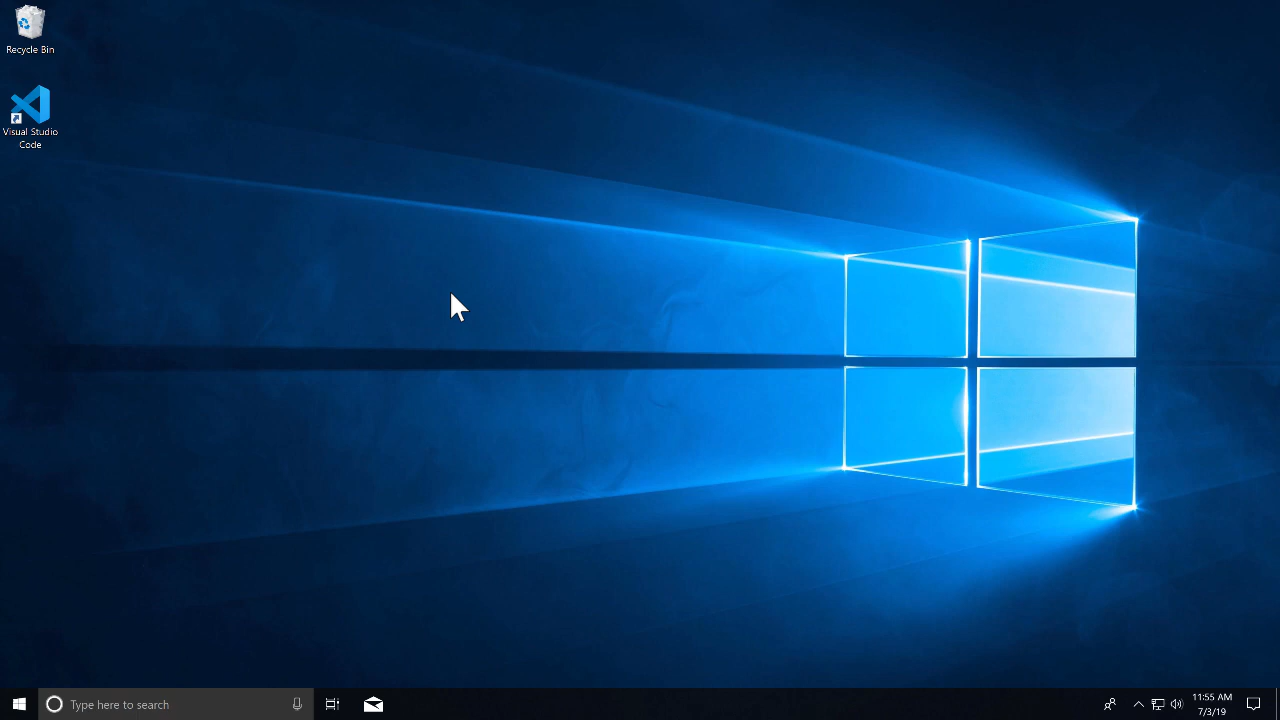 Recycle Bin
Visual Studio
Code
Type here to search
11:55 AM
7/3/19